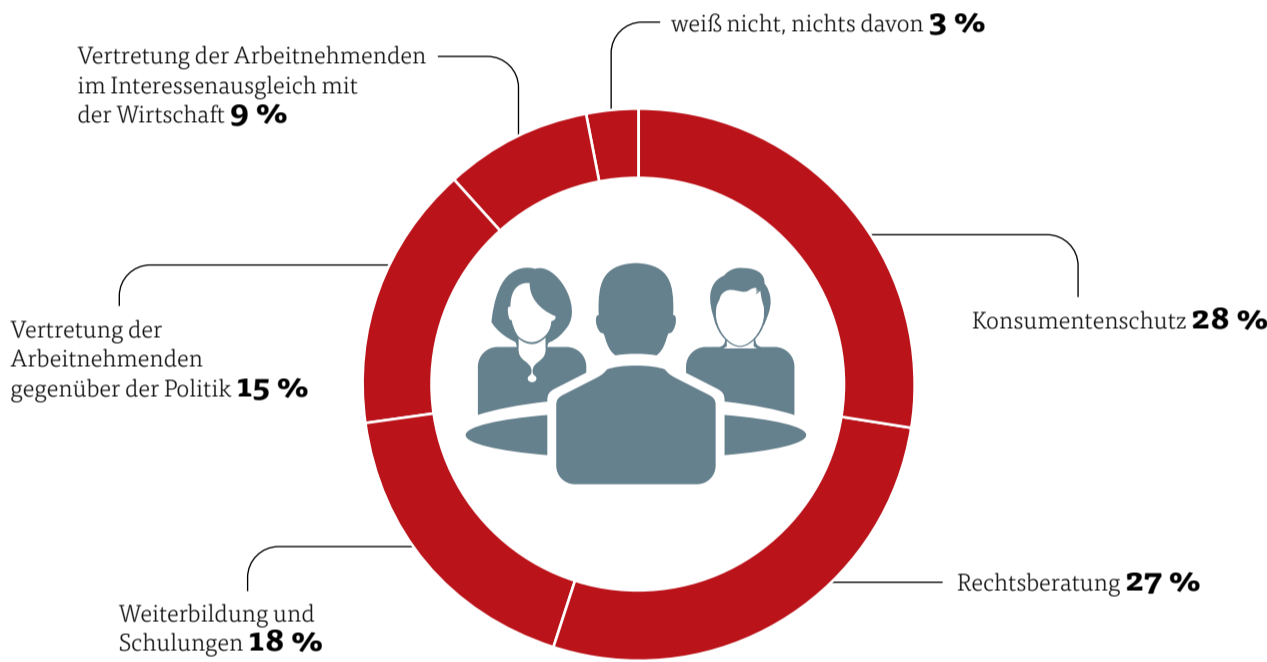 weiß nicht, nichts davon 3 %
Vertretung der Arbeitnehmenden
im Interessenausgleich mit
der Wirtschaft 9 %
Konsumentenschutz 28 %
Vertretung der
Arbeitnehmenden
gegenüber der Politik 15 %
Rechtsberatung 27 %
Weiterbildung und
Schulungen 18 %